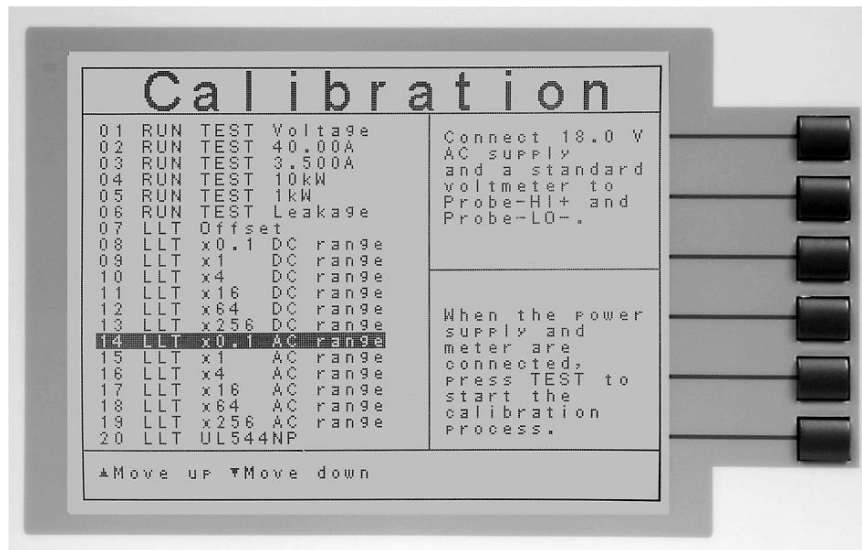 Calibration
01 RUN TEST Voltage
02 RUN TEST 40.00A
03 RUN TEST 3.500A
04 RUN TEST 10kW
05 RUN TEST 1kW
06 RUN TEST Leakage
07 LLT Offset
08 LLT x0.1 DC range
09 LLT x1 DC range
10 LLT x4 DC range
11 LLT x16 DC range
12 LLT x64 DC range
13 LLT x256 DC range
14 LLT x0.1 AC range
15 LLT x1 AC range
16 LLT x4 AC range
17 LLT x16 AC range
18 LLT x64 AC range
19 LLT x256 AC range
20 LLT UL544NP
Connect 18.0 V
AC supply
and a standard
voltmeter to
Probe-HI+ and
Probe-LO-.
When the power
supply and
meter are
connected,
press TEST to
start the
calibration
process.
▲Move up ▼Move down